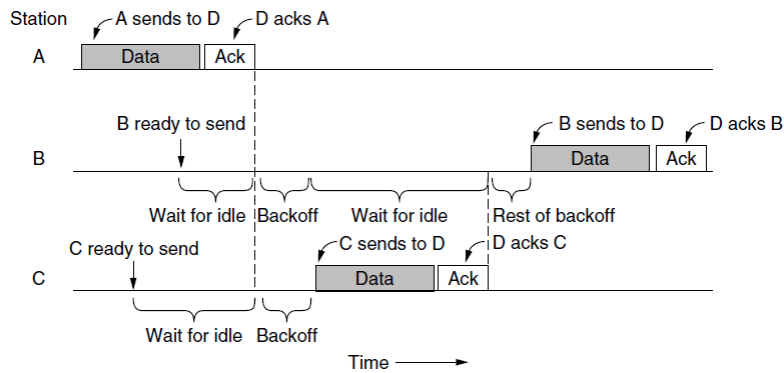 Station
A sends to D
D acks A
A
Data
Ack
B ready to send
B sends to D
D acks B
B
Data
Ack
Wait for idle
Backoff
Wait for idle
Rest of backoff
C ready to send
C sends to D
D acks C
C
Data
Ack
Wait for idle
Backoff
Time